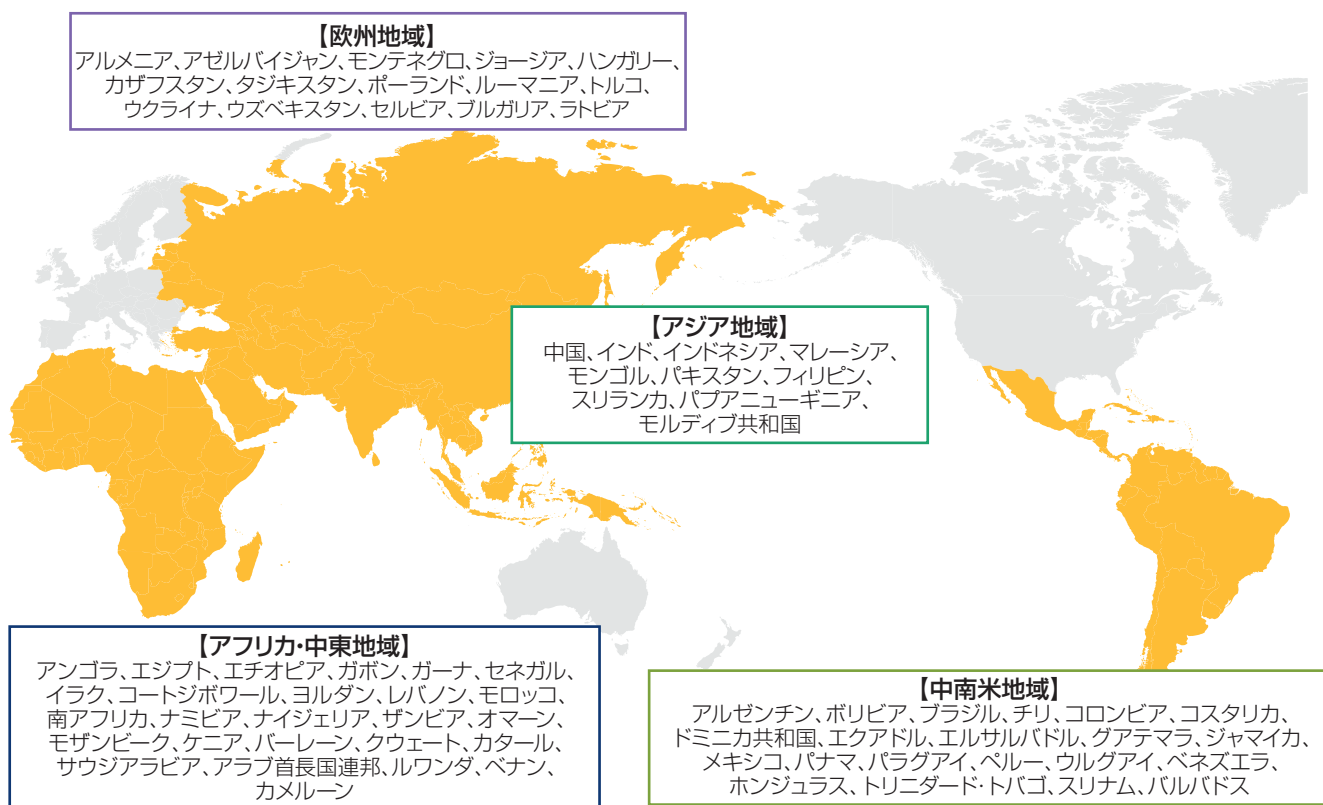 【欧州地域】
アルメニア、アゼルバイジャン、モンテネグロ、ジョージア、ハンガリー、
カザフスタン、タジキスタン、ポーランド、ルーマニア、トルコ、
ウクライナ、ウズベキスタン、セルビア、ブルガリア、ラトビア
【アジア地域】
中国、インド、インドネシア、マレーシア、
モンゴル、パキスタン、フィリピン、
スリランカ、パプアニューギニア、
モルディブ共和国
【アフリカ・中東地域】
アンゴラ、エジプト、エチオピア、ガボン、ガーナ、セネガル、
イラク、コートジボワール、ヨルダン、レバノン、モロッコ、
南アフリカ、ナミビア、ナイジェリア、ザンビア、オマーン、
モザンビーク、ケニア、バーレーン、クウェート、カタール、
サウジアラビア、アラブ首長国連邦、ルワンダ、ベナン、
カメルーン
【中南米地域】
アルゼンチン、ボリビア、ブラジル、チリ、コロンビア、コスタリカ、
ドミニカ共和国、エクアドル、エルサルバドル、グアテマラ、ジャマイカ、
メキシコ、パナマ、パラグアイ、ペルー、ウルグアイ、ベネズエラ、
ホンジュラス、トリニダード・トバゴ、スリナム、バルバドス